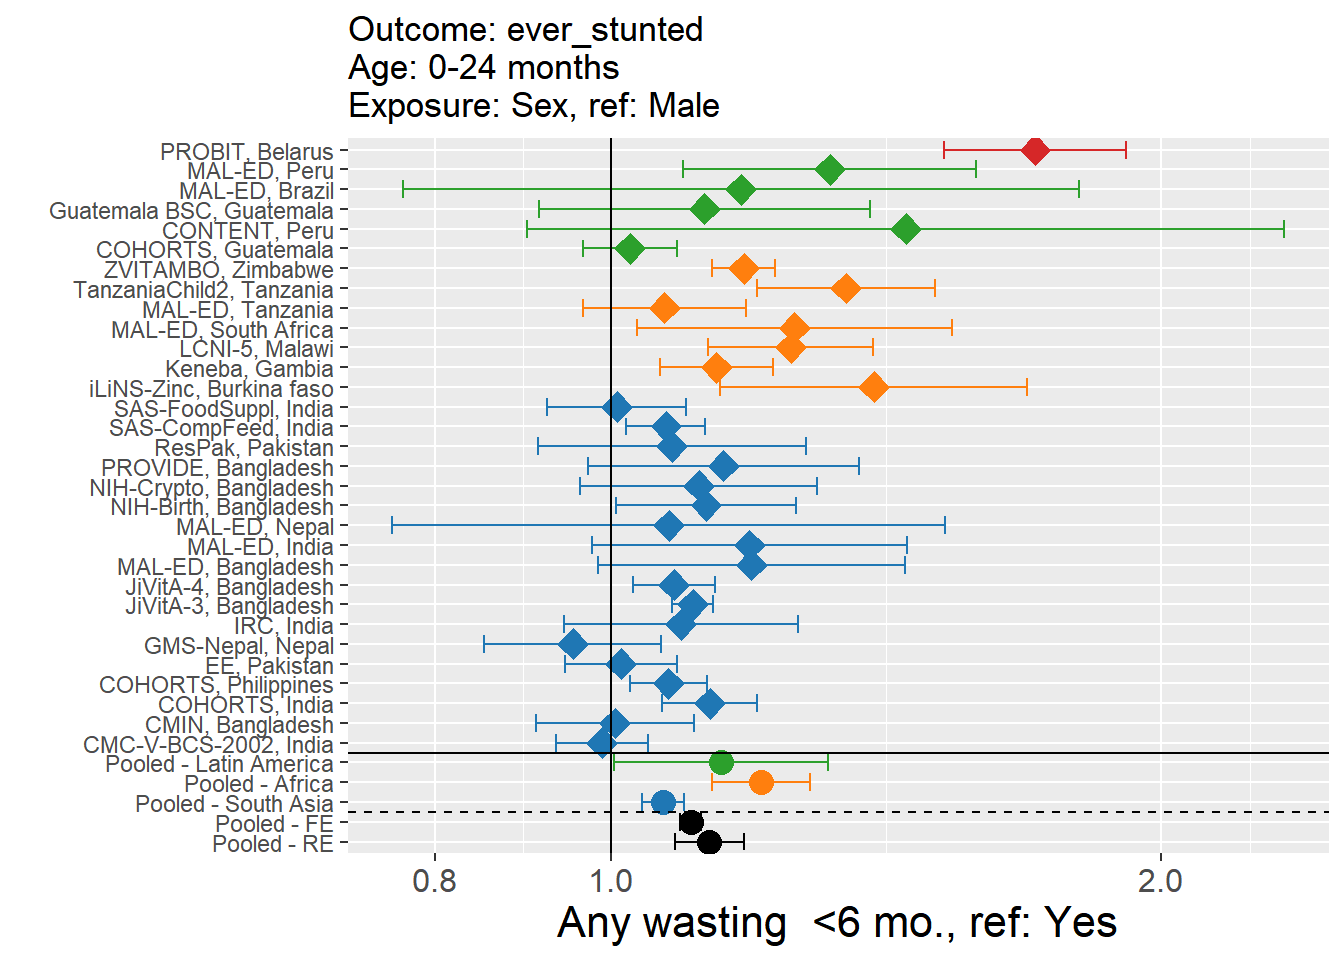 Outcome: ever_stunted
Age: 0-24 months
Exposure: Sex, ref: Male
PROBIT, Belarus
MAL-ED, Peru
MAL-ED, Brazil
Guatemala BSC, Guatemala
CONTENT, Peru
COHORTS, Guatemala
ZVITAMBO, Zimbabwe
TanzaniaChild2, Tanzania
MAL-ED, Tanzania
MAL-ED, South Africa
LCNI-5, Malawi
Keneba, Gambia
iLiNS-Zinc, Burkina faso
SAS-FoodSuppl, India
SAS-CompFeed, India
ResPak, Pakistan
PROVIDE, Bangladesh
NIH-Crypto, Bangladesh
NIH-Birth, Bangladesh
MAL-ED, Nepal
MAL-ED, India
MAL-ED, Bangladesh
JiVitA-4, Bangladesh
JiVitA-3, Bangladesh
IRC, India
GMS-Nepal, Nepal
EE, Pakistan
COHORTS, Philippines
COHORTS, India
CMIN, Bangladesh
CMC-V-BCS-2002, India
Pooled - Latin America
Pooled - Africa
Pooled - South Asia
Pooled - FE
Pooled - RE
0.8 1.0 2.0
Any wasting  <6 mo., ref: Yes